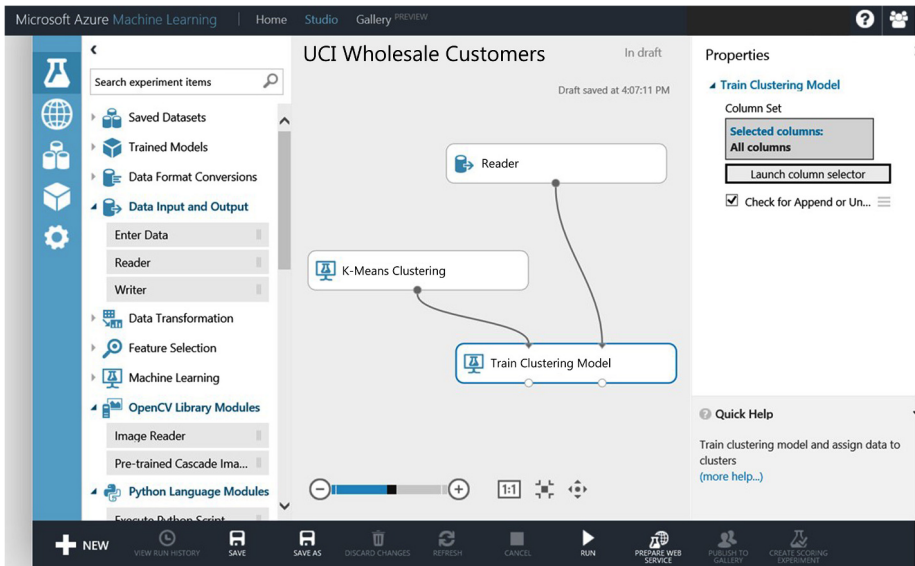 Microsoft Azure Machine Learning
Home
Studio
Gallery PREVIEW
Search experiment items
Saved Datasets
Trained Models
Data Format Conversions
Data Input and Output
Enter Data
Reader
Writer
Data Transformation
Feature Selection
Machine Learning
OpenCV Library Modules
Image Reader
Pre-trained Cascade Ima...
Python Language Modules
Execute Python Script
UCI Wholesale Customers
In draft
Draft saved at 4:07:11 PM
Reader
K-Means Clustering
Train Clustering Model
1:1
Properties
Train Clustering Model
Column Set
Selected columns:
All columns
Launch column selector
Check for Append or Un...
Quick Help
Train clustering model and assign data to
clusters
(more help...)
NEW
VIEW RUN HISTORY
SAVE
SAVE AS
DISCARD CHANGES
REFRESH
CANCEL
RUN
PREPARE WEB
SERVICE
PUBLISH TO
GALLERY
CREATE SCORING
EXPERIMENT